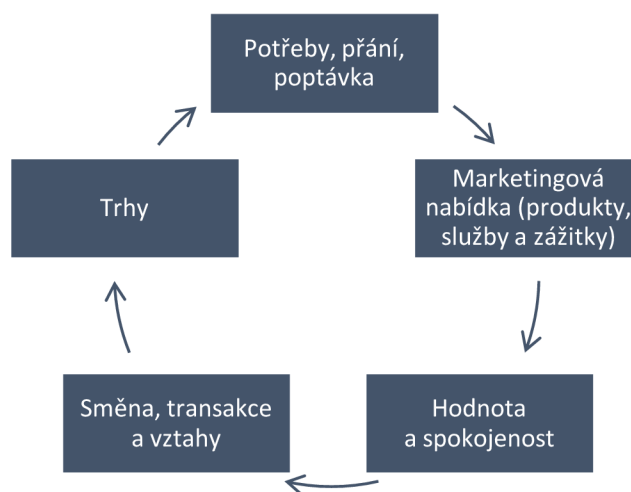 Potřeby, přání,
poptávka
Marketingová
nabídka (produkty,
služby a zážitky)
Hodnota
a spokojenost
Směna, transakce
a vztahy
Trhy